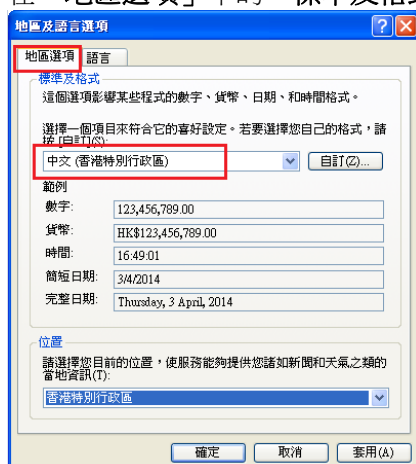 在「地區選項」中的「標準及格式
地區及語言選項
地區選項 語言
標準及格式
這個選項影響某些程式的數字、貨幣、日期、和時間格式。
選擇一個項目來符合它的喜好設定。若要選擇您自己的格式，請
按 [自訂](S):
中文 (香港特別行政區) 自訂(Z)...
範例
數字: 123,456,789.00
貨幣: HK$123,456,789.00
時間: 16:49:01
簡短日期: 3/4/2014
完整日期: Thursday, 3 April, 2014
位置
請選擇您目前的位置，使服務能夠提供您諸如新聞和天氣之類的
當地資訊(T):
香港特別行政區
確定 取消 套用(A)